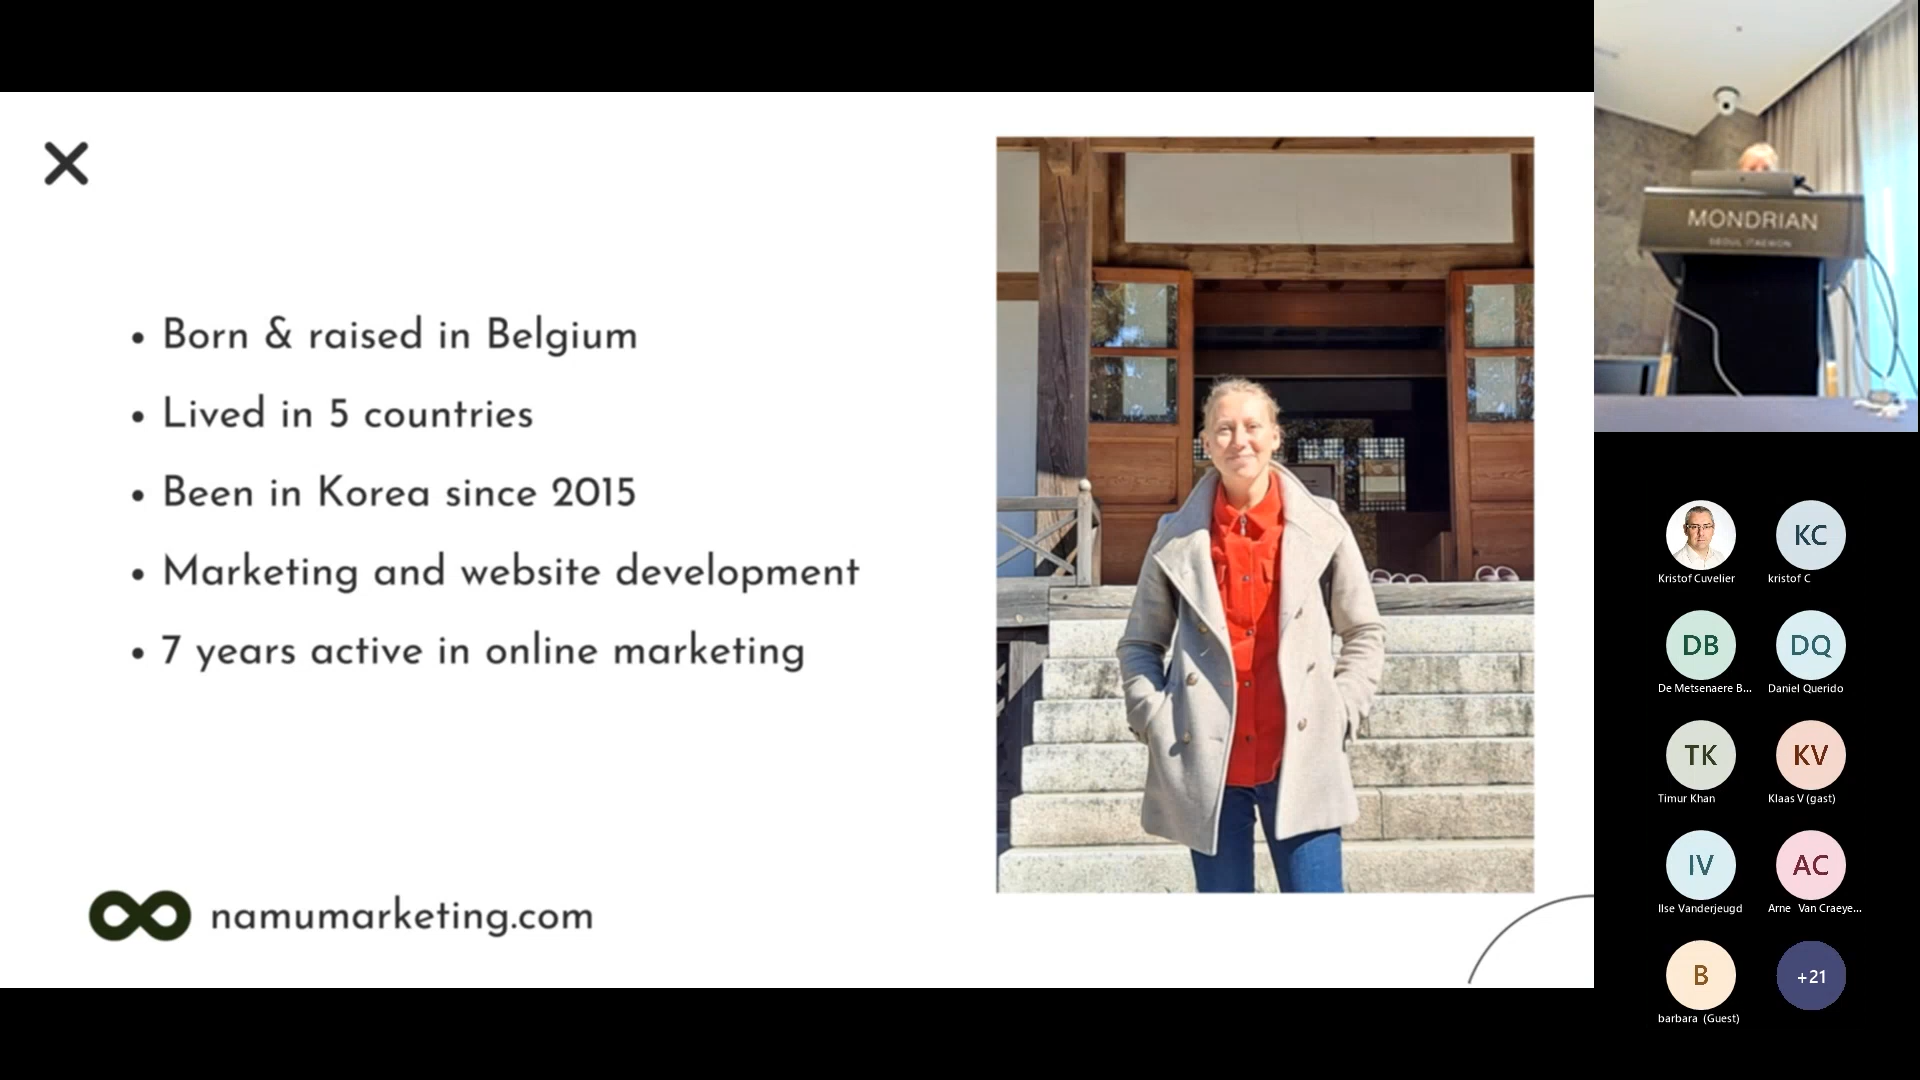 Born & raised in Belgium
Lived in 5 countries
Been in Korea since 2015
Marketing and website development
7 years active in online marketing
namumarketing.com
MONDRIAN
SEOUL ITAEWON
Kristof Cuvelier
KC
kristof C
DB
De Metsenaere B...
DQ
Daniel Querido
TK
Timur Khan
KV
Klaas V (gast)
IV
Ilse Vanderjeugd
AC
Arne Van Craeye...
B
barbara (Guest)
+21